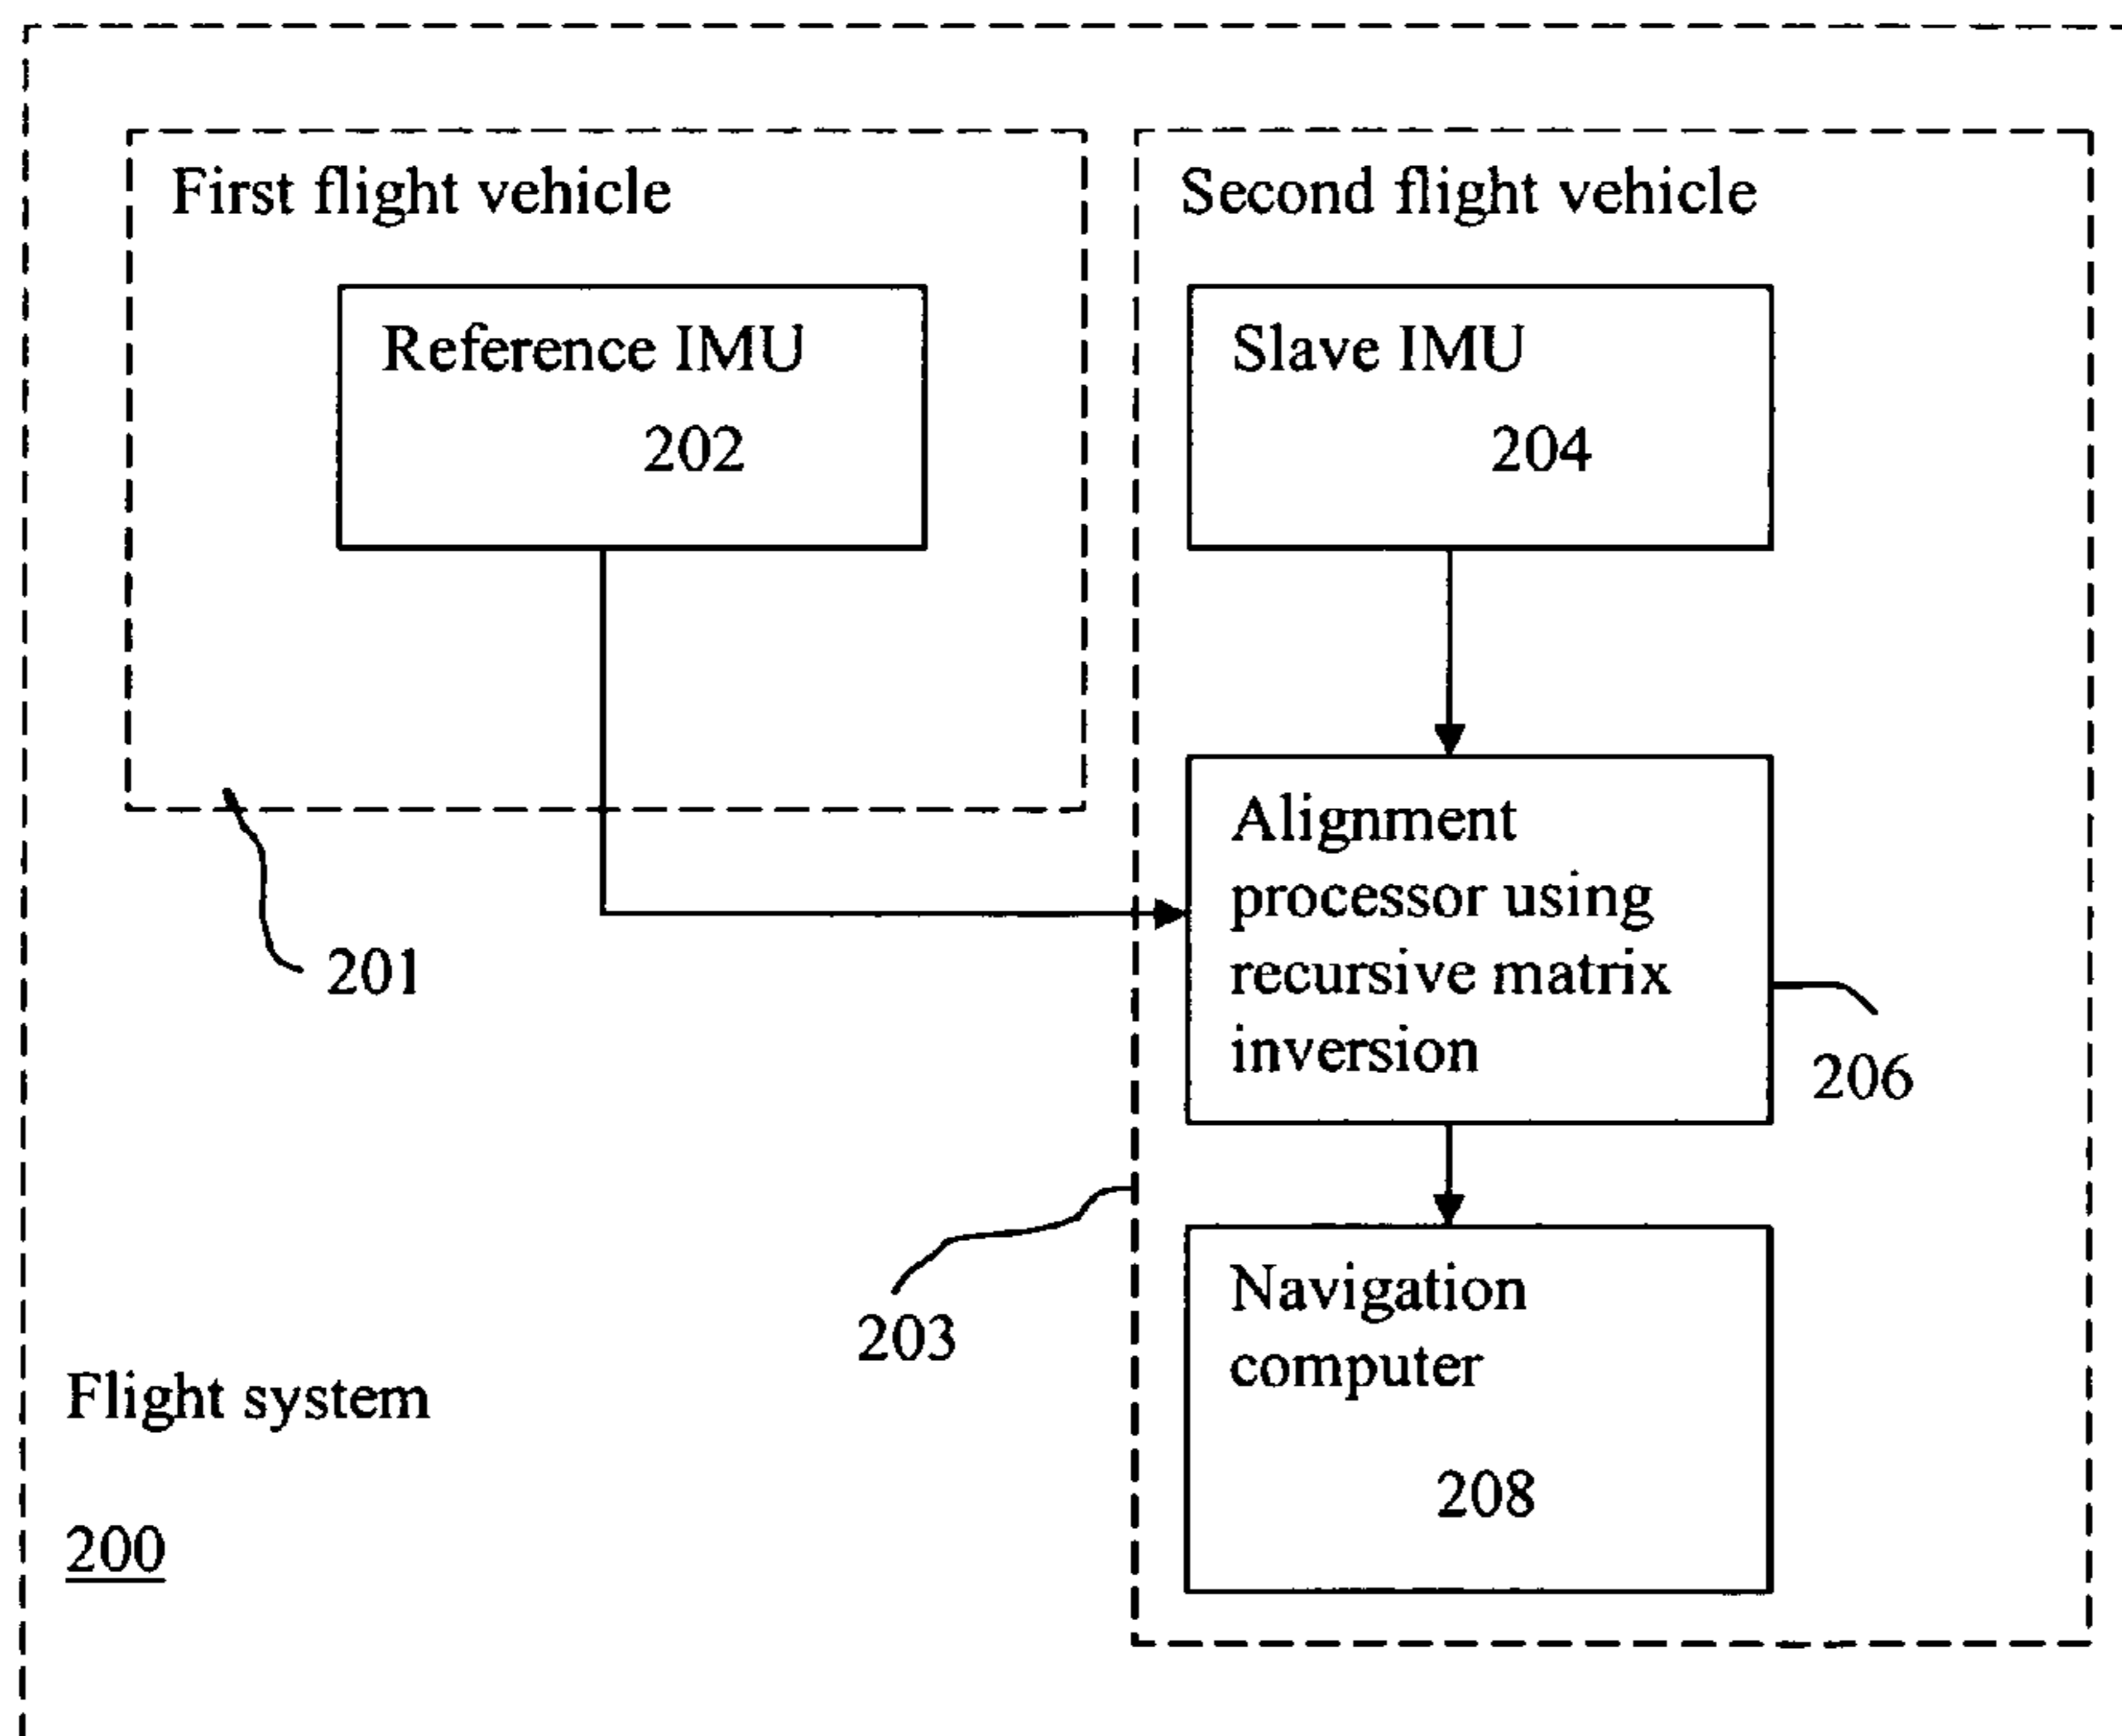 First flight vehicle
Reference IMU
202
201
Second flight vehicle
Slave IMU
204
Alignment
processor using
recursive matrix
inversion
206
203
Navigation
computer
208
Flight system
200